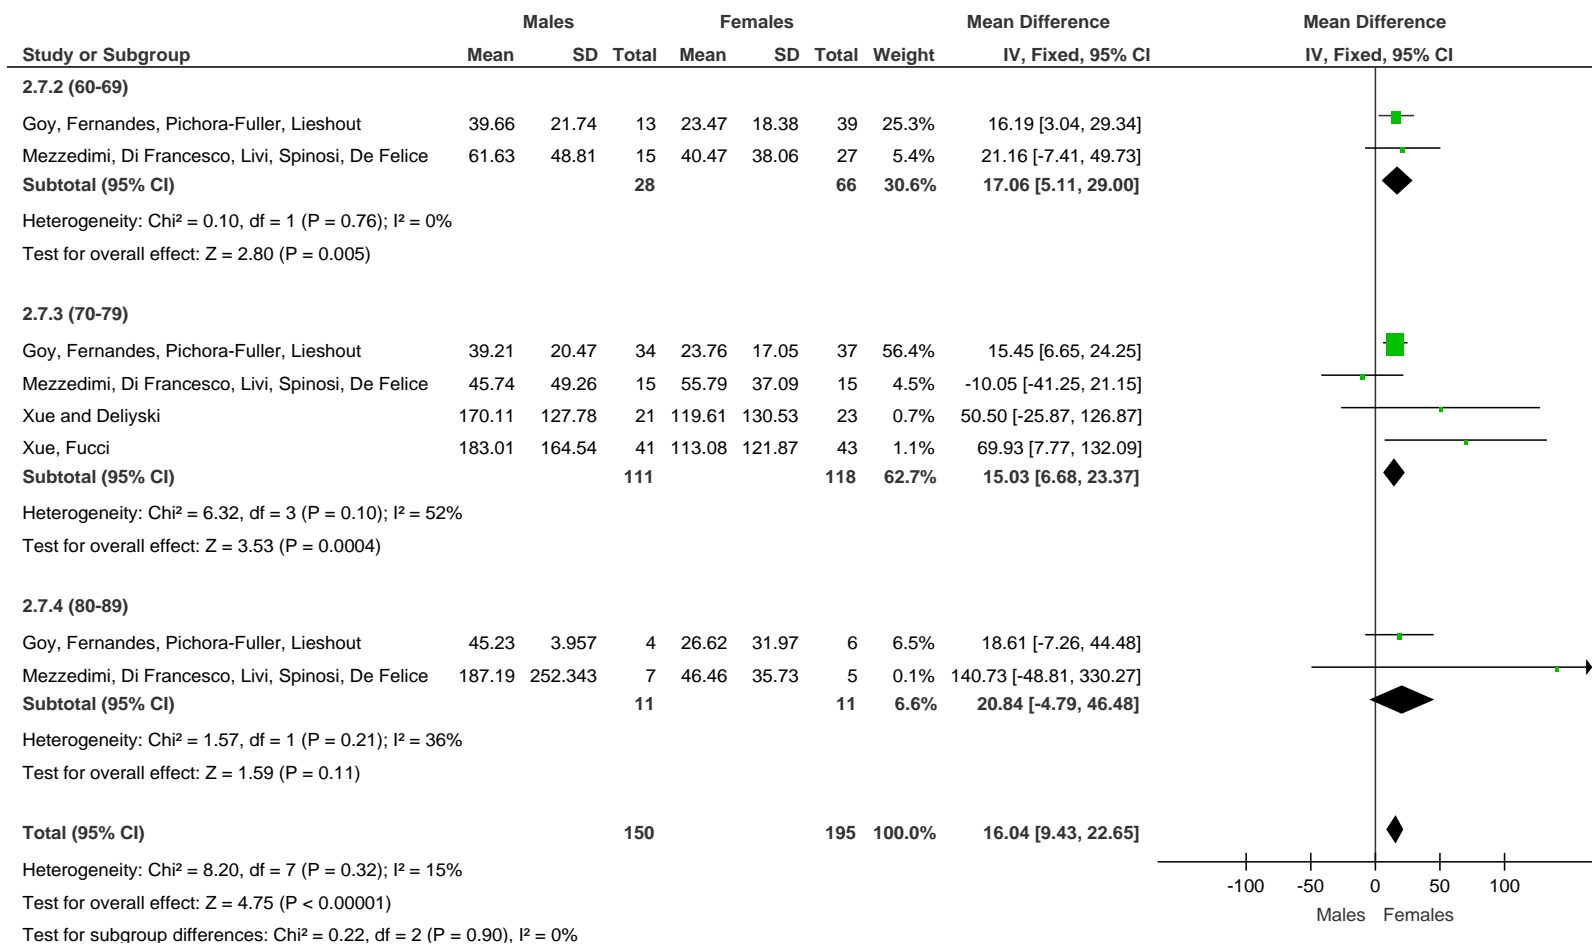 Males Females Mean Difference Mean Difference
Study or Subgroup Mean SD Total Mean SD Total Weight IV, Fixed, 95% CI IV, Fixed, 95% CI
2.7.2 (60-69)
Goy, Fernandes, Pichora-Fuller, Lieshout 39.66 21.74 13 23.47 18.38 39 25.3% 16.19 [3.04, 29.34]
Mezzedimi, Di Francesco, Livi, Spinosi, De Felice 61.63 48.81 15 40.47 38.06 27 5.4% 21.16 [-7.41, 49.73]
Subtotal (95% CI) 28 66 30.6% 17.06 [5.11, 29.00]
Heterogeneity: Chi² = 0.10, df = 1 (P = 0.76); I² = 0%
Test for overall effect: Z = 2.80 (P = 0.005)
2.7.3 (70-79)
Goy, Fernandes, Pichora-Fuller, Lieshout 39.21 20.47 34 23.76 17.05 37 56.4% 15.45 [6.65, 24.25]
Mezzedimi, Di Francesco, Livi, Spinosi, De Felice 45.74 49.26 15 55.79 37.09 15 4.5% -10.05 [-41.25, 21.15]
Xue and Deliyski 170.11 127.78 21 119.61 130.53 23 0.7% 50.50 [-25.87, 126.87]
Xue, Fucci 183.01 164.54 41 113.08 121.87 43 1.1% 69.93 [7.77, 132.09]
Subtotal (95% CI) 111 118 62.7% 15.03 [6.68, 23.37]
Heterogeneity: Chi² = 6.32, df = 3 (P = 0.10); I² = 52%
Test for overall effect: Z = 3.53 (P = 0.0004)
2.7.4 (80-89)
Goy, Fernandes, Pichora-Fuller, Lieshout 45.23 3.957 4 26.62 31.97 6 6.5% 18.61 [-7.26, 44.48]
Mezzedimi, Di Francesco, Livi, Spinosi, De Felice 187.19 252.343 7 46.46 35.73 5 0.1% 140.73 [-48.81, 330.27]
Subtotal (95% CI) 11 11 6.6% 20.84 [-4.79, 46.48]
Heterogeneity: Chi² = 1.57, df = 1 (P = 0.21); I² = 36%
Test for overall effect: Z = 1.59 (P = 0.11)
Total (95% CI) 150 195 100.0% 16.04 [9.43, 22.65]
Heterogeneity: Chi² = 8.20, df = 7 (P = 0.32); I² = 15%
Test for overall effect: Z = 4.75 (P < 0.00001)
Test for subgroup differences: Chi² = 0.22, df = 2 (P = 0.90), I² = 0%
-100 -50 0 50 100
Males Females